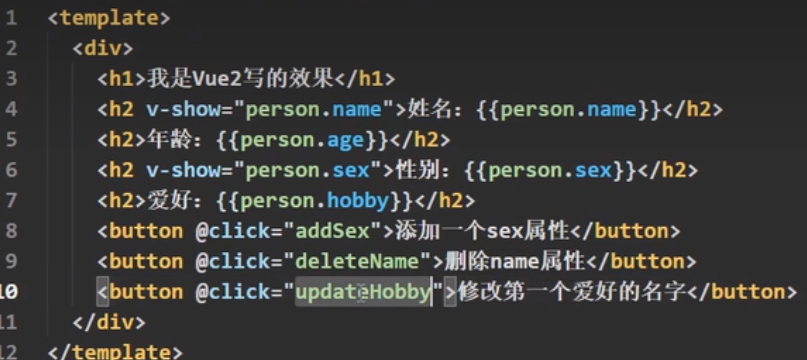 1 <template>
2 <div>
3 <h1>我是Vue2写的效果</h1>
4 <h2 v-show="person.name">姓名：{{person.name}}</h2>
5 <h2>年龄：{{person.age}}</h2>
6 <h2 v-show="person.sex">性别：{{person.sex}}</h2>
7 <h2>爱好：{{person.hobby}}</h2>
8 <button @click="addSex">添加一个sex属性</button>
9 <button @click="deleteName">删除name属性</button>
10 <button @click="updateHobby">修改第一个爱好的名字</button>
11 </div>
12 </template>